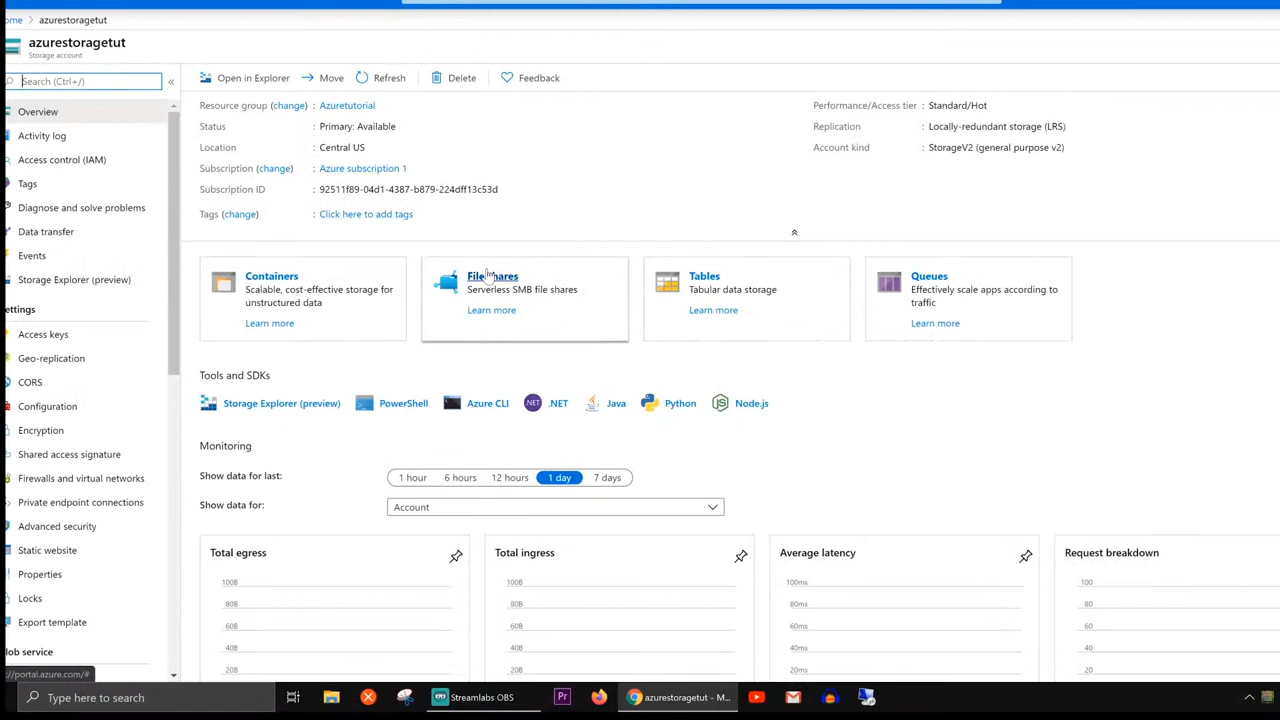 ome > azurestoragetut
azurestoragetut
Storage account
Search (Ctrl+/)
«
Overview
Activity log
Access control (IAM)
Tags
Diagnose and solve problems
Data transfer
Events
Storage Explorer (preview)
ettings
Access keys
Geo-replication
CORS
Configuration
Encryption
Shared access signature
Firewalls and virtual networks
Private endpoint connections
Advanced security
Static website
Properties
Locks
Export template
lob service
://portal.azure.com/#
Open in Explorer Move Refresh Delete Feedback
Resource group (change) : Azuretutorial
Status : Primary: Available
Location : Central US
Subscription (change) : Azure subscription 1
Subscription ID : 92511f89-04d1-4387-b879-224dff13c53d
Tags (change) : Click here to add tags
Performance/Access tier : Standard/Hot
Replication : Locally-redundant storage (LRS)
Account kind : StorageV2 (general purpose v2)
Containers
Scalable, cost-effective storage for
unstructured data
Learn more
File shares
Serverless SMB file shares
Learn more
Tables
Tabular data storage
Learn more
Queues
Effectively scale apps according to
traffic
Learn more
Tools and SDKs
Storage Explorer (preview) PowerShell Azure CLI NET .NET Java Python JS Node.js
Monitoring
Show data for last: 1 hour 6 hours 12 hours 1 day 7 days
Show data for: Account
Total egress
100B
80B
60B
40B
20B
Total ingress
100B
80B
60B
40B
20B
Average latency
100ms
80ms
60ms
40ms
20ms
Request breakdown
100
80
60
40
20
Type here to search Streamlabs OBS Pr azurestoragetut - M...